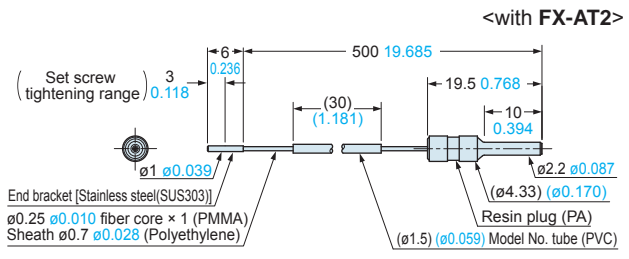 <with FX-AT2>
6
0.236
500 19.685
(Set screw tightening range) 3
0.118
19.5 0.768
(30)
(1.181)
10
0.394
ø1 ø0.039
ø2.2 ø0.087
End bracket [Stainless steel(SUS303)]
(ø4.33) (ø0.170)
ø0.25 ø0.010 fiber core × 1 (PMMA)
Resin plug (PA)
Sheath ø0.7 ø0.028 (Polyethylene)
(ø1.5) (ø0.059) Model No. tube (PVC)